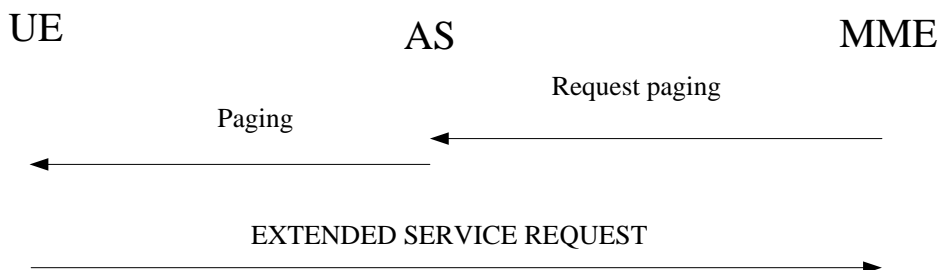 UE
AS
MME
Request paging
Paging
EXTENDED SERVICE REQUEST